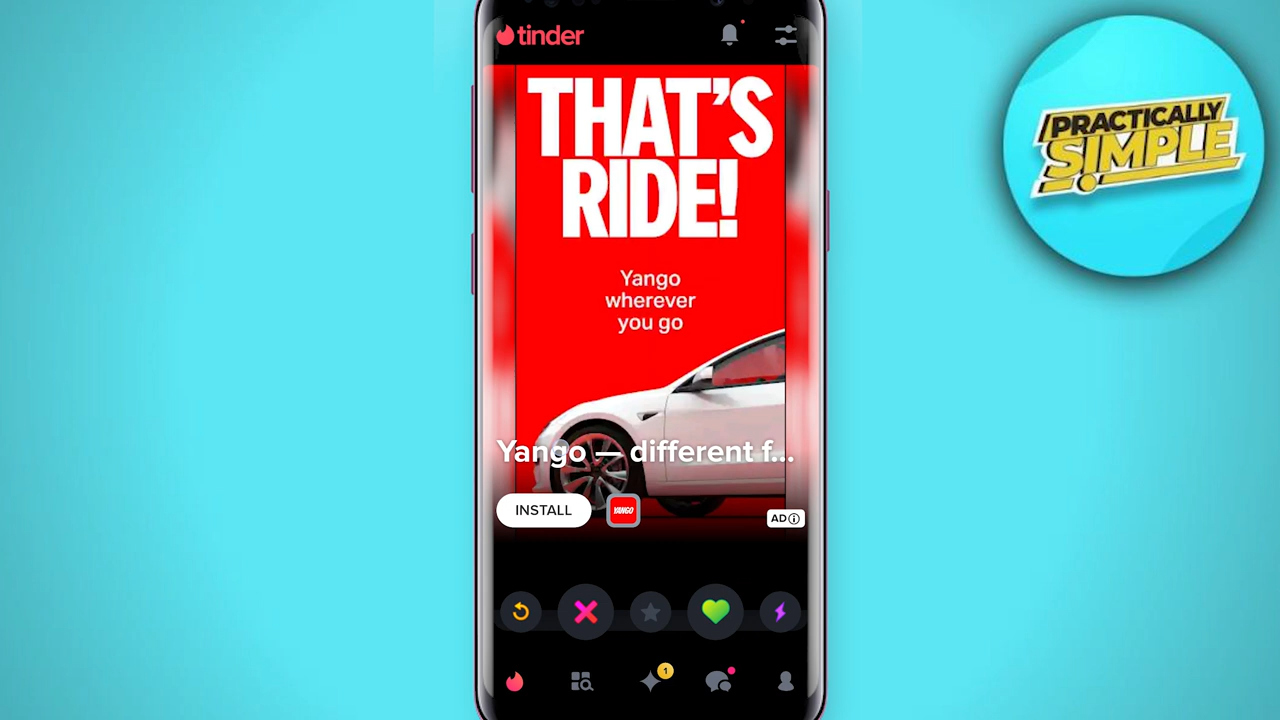 tinder
THAT'S
RIDE!
Yango
wherever
you go
Yango — different f...
INSTALL
YANGO
AD
1
PRACTICALLY
SIMPLE